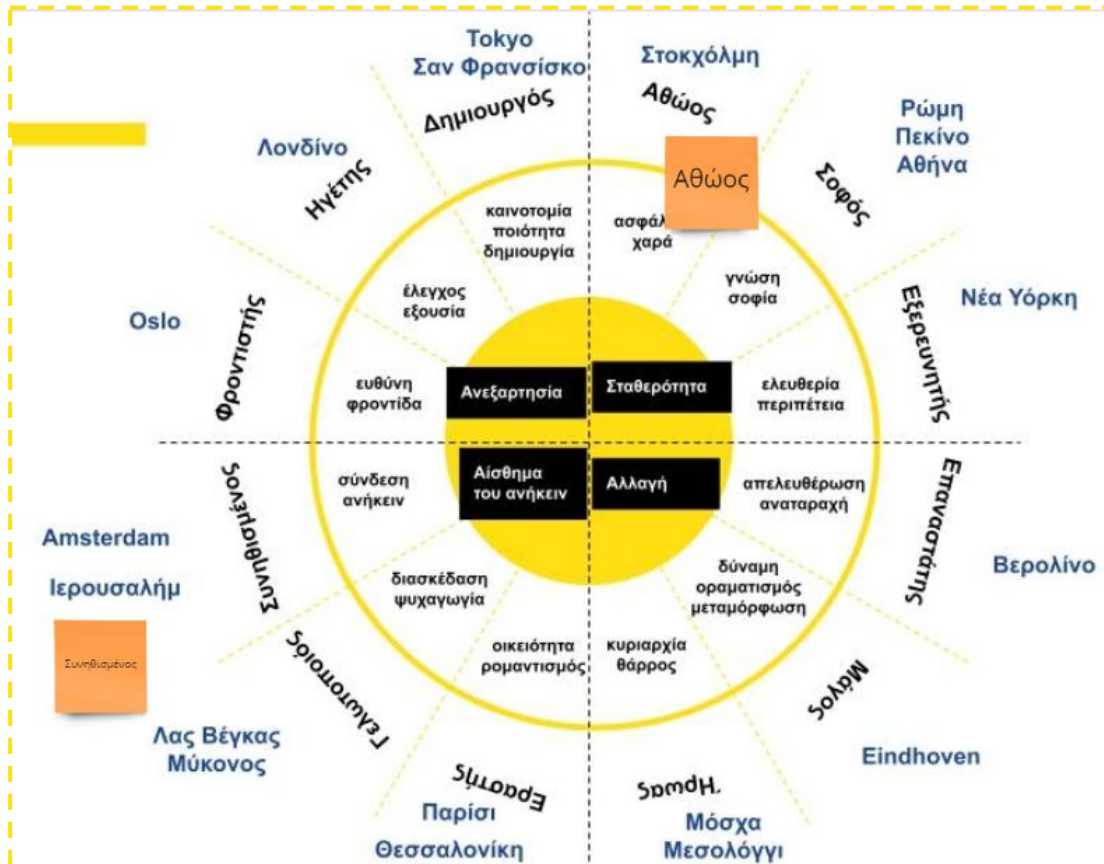 Tokyo
Σαν Φρανσίσκο
Δημιουργός
Στοκχόλμη
Αθώος
Αθώος
Ρώμη
Πεκίνο
Αθήνα
Σοφός
Λονδίνο
Ηγέτης
καινοτομία
ποιότητα
δημιουργία
χαρά
γνώση
σοφία
Νέα Υόρκη
Εξερευνητής
έλεγχος
εξουσία
Oslo
Φροντιστής
ευθύνη
φροντίδα
Ανεξαρτησία
Σταθερότητα
ελευθερία
περιπέτεια
σύνδεση
ανήκειν
Αίσθημα
του ανήκειν
Αλλαγή
απελευθέρωση
αναταραχή
Επαναστάτης
Βερολίνο
Συνηθισμένος
Amsterdam
Ιερουσαλήμ
Συνηθισμένος
διασκέδαση
ψυχαγωγία
δύναμη
οραματισμός
μεταμόρφωση
οικειότητα
ρομαντισμός
κυριαρχία
θάρρος
Γελωτοποιός
Μάγος
Λας Βέγκας
Μύκονος
Eindhoven
Εραστής
Παρίσι
Θεσσαλονίκη
Ήρωας
Μόσχα
Μεσολόγγι